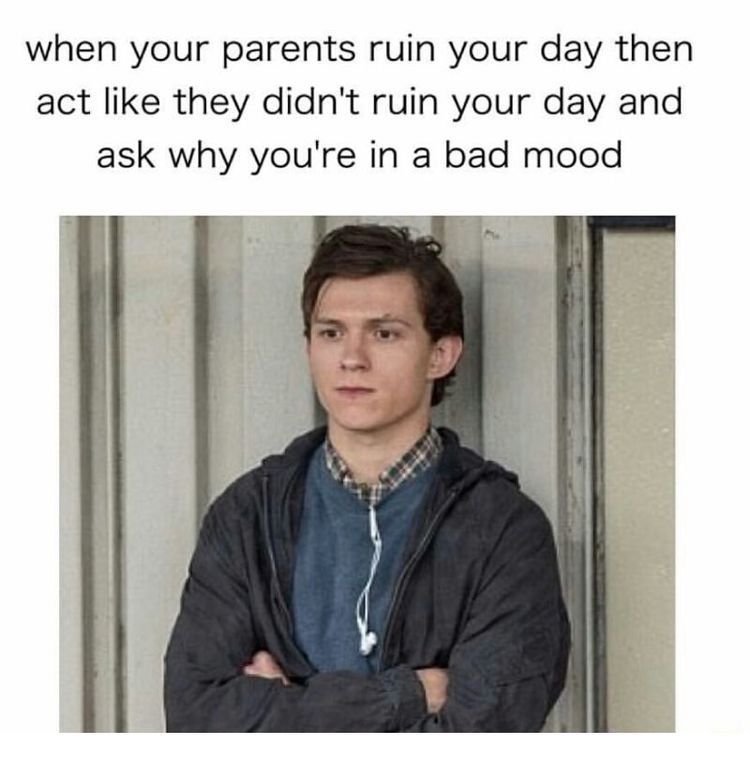 when your parents ruin your day then
act like they didn't ruin your day and
ask why you're in a bad mood